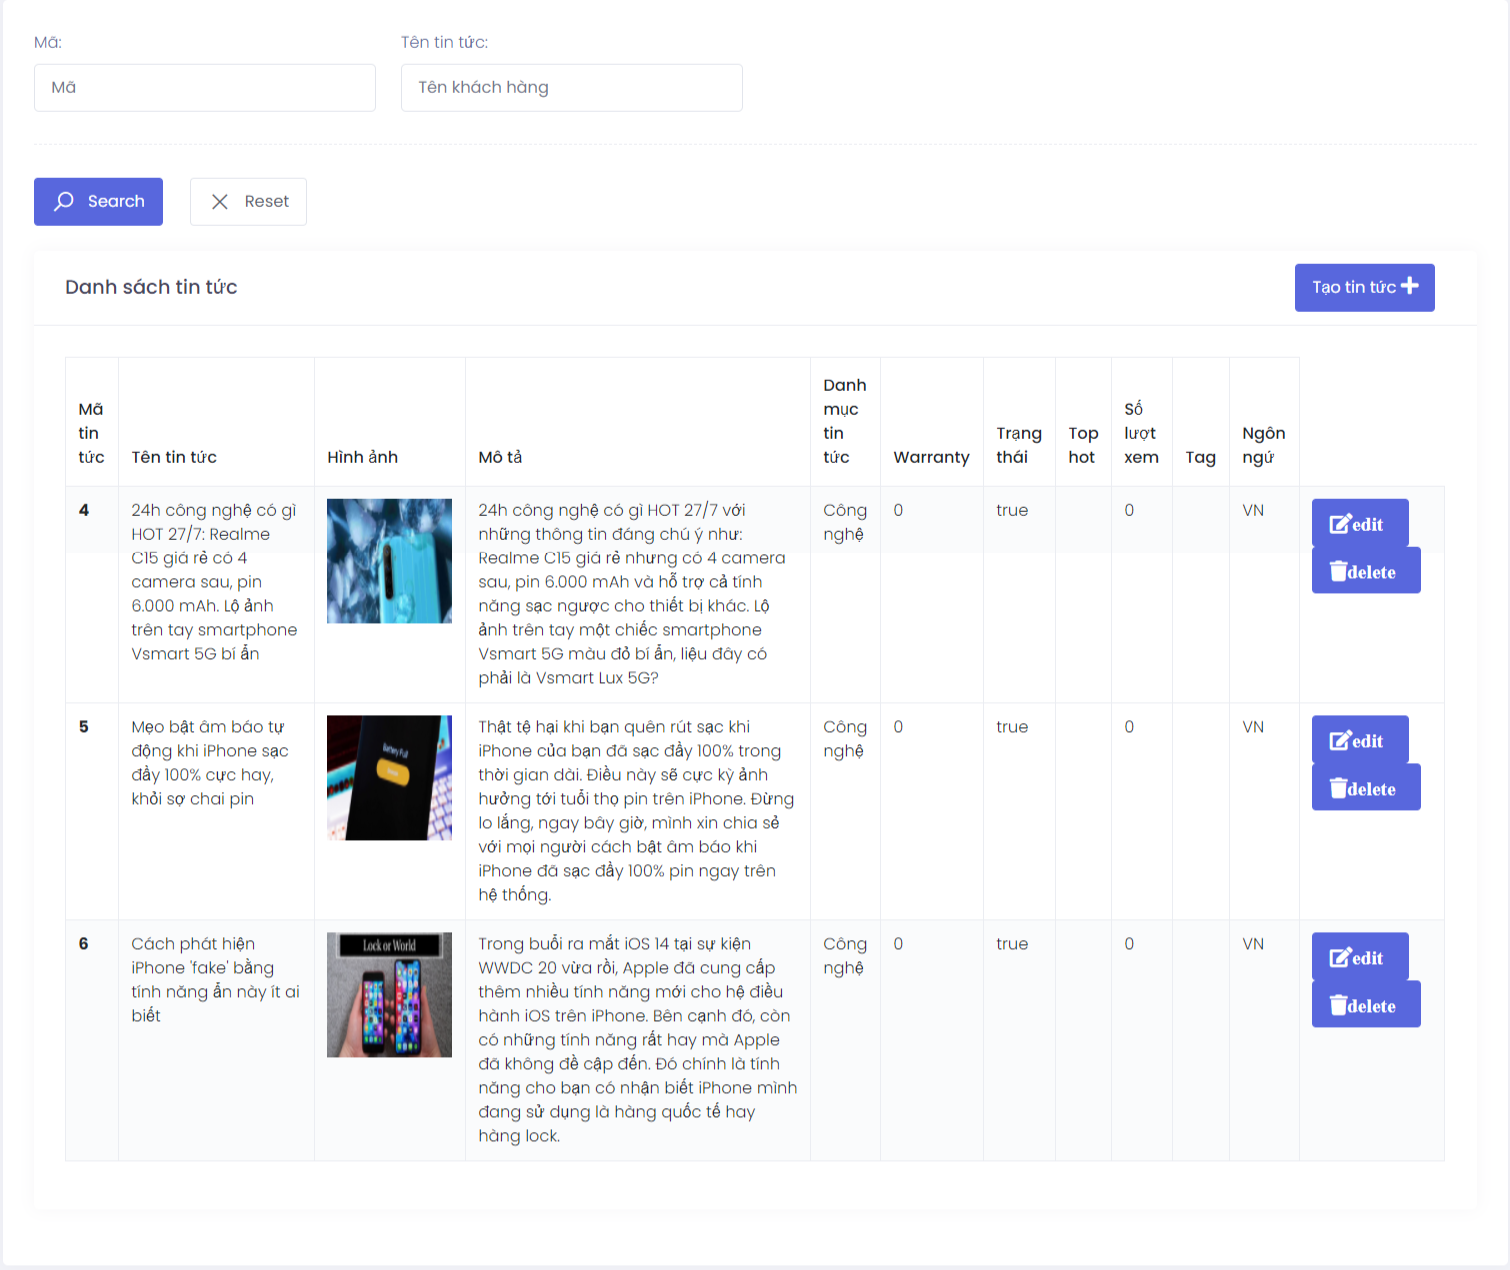 Mã:
Tên tin tức:
Mã
Tên khách hàng
Search
Reset
Danh sách tin tức
Tạo tin tức
Mã tin tức
Tên tin tức
Hình ảnh
Mô tả
Danh mục tin tức
Warranty
Trạng thái
Top hot
Số lượt xem
Tag
Ngôn ngứ
4
24h công nghệ có gì
HOT 27/7: Realme
C15 giá rẻ có 4
camera sau, pin
6.000 mAh. Lộ ảnh
trên tay smartphone
Vsmart 5G bí ẩn
24h công nghệ có gì HOT 27/7 với
những thông tin đáng chú ý như:
Realme C15 giá rẻ nhưng có 4 camera
sau, pin 6.000 mAh và hỗ trợ cả tính
năng sạc ngược cho thiết bị khác. Lộ
ảnh trên tay một chiếc smartphone
Vsmart 5G màu đỏ bí ẩn, liệu đây có
phải là Vsmart Lux 5G?
Công
nghệ
0
true
0
VN
edit
delete
5
Mẹo bật âm báo tự
động khi iPhone sạc
đầy 100% cực hay,
khỏi sợ chai pin
Battery Full
Thật tệ hại khi bạn quên rút sạc khi
iPhone của bạn đã sạc đầy 100% trong
thời gian dài. Điều này sẽ cực kỳ ảnh
hưởng tới tuổi thọ pin trên iPhone. Đừng
lo lắng, ngay bây giờ, mình xin chia sẻ
với mọi người cách bật âm báo khi
iPhone đã sạc đầy 100% pin ngay trên
hệ thống.
Công
nghệ
0
true
0
VN
edit
delete
6
Cách phát hiện
iPhone 'fake' bằng
tính năng ẩn này ít ai
biết
Lock or World
Trong buổi ra mắt iOS 14 tại sự kiện
WWDC 20 vừa rồi, Apple đã cung cấp
thêm nhiều tính năng mới cho hệ điều
hành iOS trên iPhone. Bên cạnh đó, còn
có những tính năng rất hay mà Apple
đã không đề cập đến. Đó chính là tính
năng cho bạn có nhận biết iPhone mình
đang sử dụng là hàng quốc tế hay
hàng lock.
Công
nghệ
0
true
0
VN
edit
delete